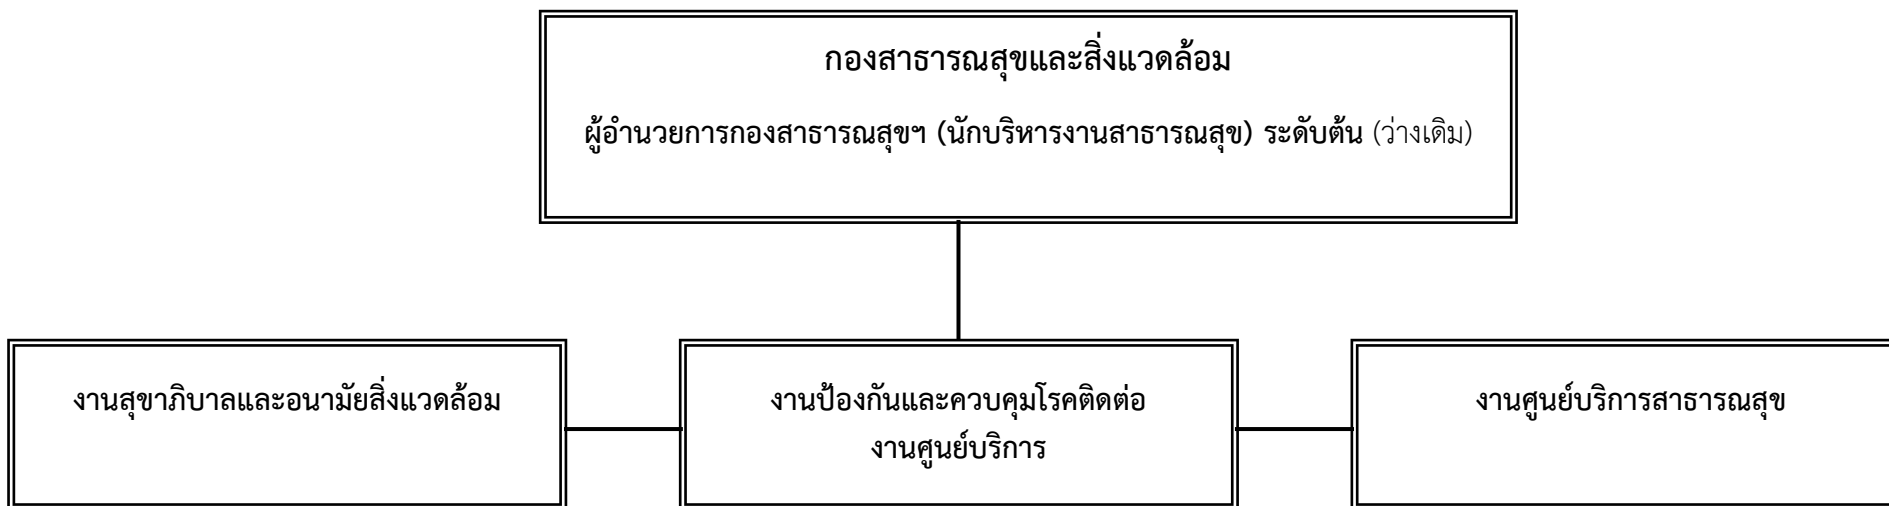 กองสาธารณสุขและสิ่งแวดล้อม
ผู้อำนวยการกองสาธารณสุขฯ (นักบริหารงานสาธารณสุข) ระดับต้น (ว่างเดิม)
งานสุขาภิบาลและอนามัยสิ่งแวดล้อม
งานป้องกันและควบคุมโรคติดต่อ
งานศูนย์บริการ
งานศูนย์บริการสาธารณสุข